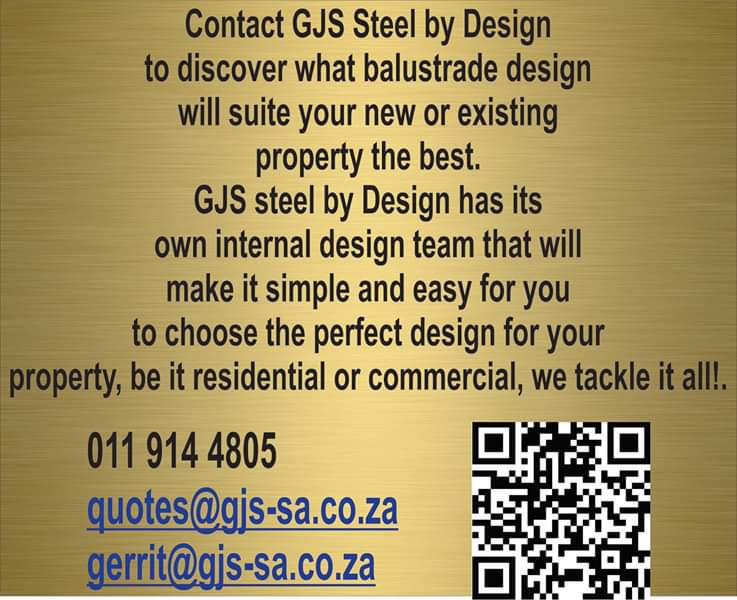 Contact GJS Steel by Design
to discover what balustrade design
will suite your new or existing
property the best.
GJS steel by Design has its
own internal design team that will
make it simple and easy for you
to choose the perfect design for your
property, be it residential or commercial, we tackle it all!.
011 914 4805
quotes@gjs-sa.co.za
gerrit@gjs-sa.co.za